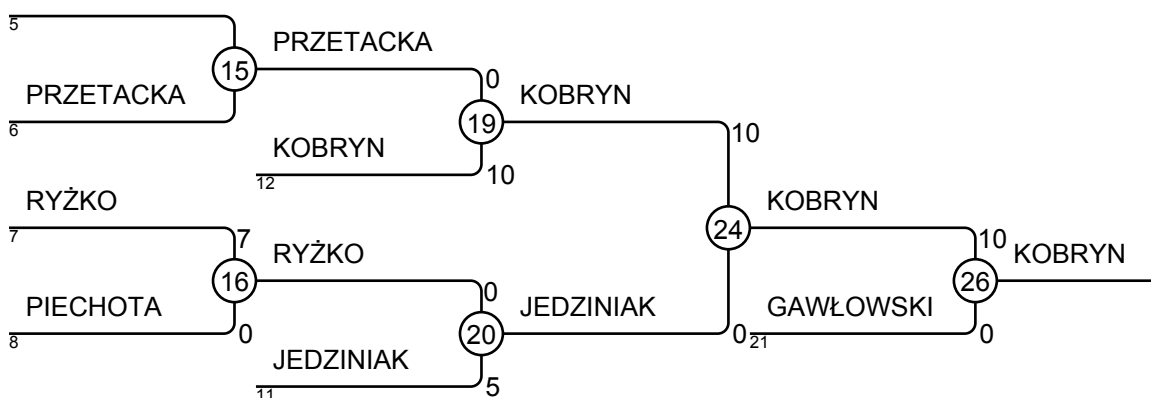 5
PRZETACKA
15
PRZETACKA
6
0
KOBRYN
19
KOBRYN
12
10
10
RYŻKO
7
7
KOBRYN
24
10
KOBRYN
RYŻKO
16
26
PIECHOTA
8
0
0
JEDZINIAK
20
0
GAWŁOWSKI
21
0
JEDZINIAK
11
5